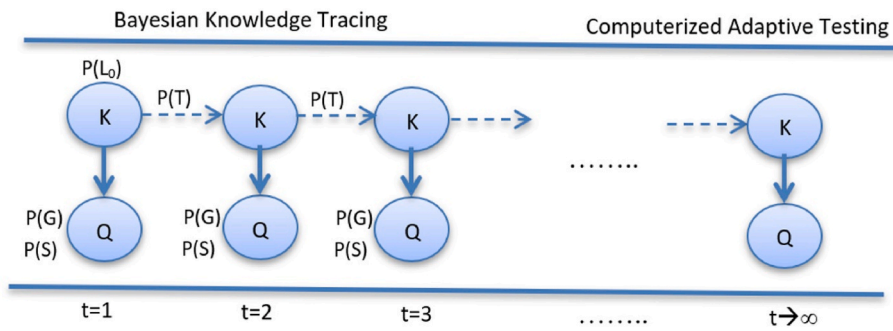 Bayesian Knowledge Tracing
Computerized Adaptive Testing
P(L₀)
P(T) P(T)
K K K K
........
P(G) P(G) P(G)
Q Q Q Q
P(S) P(S) P(S)
t=1 t=2 t=3 ........ t→∞